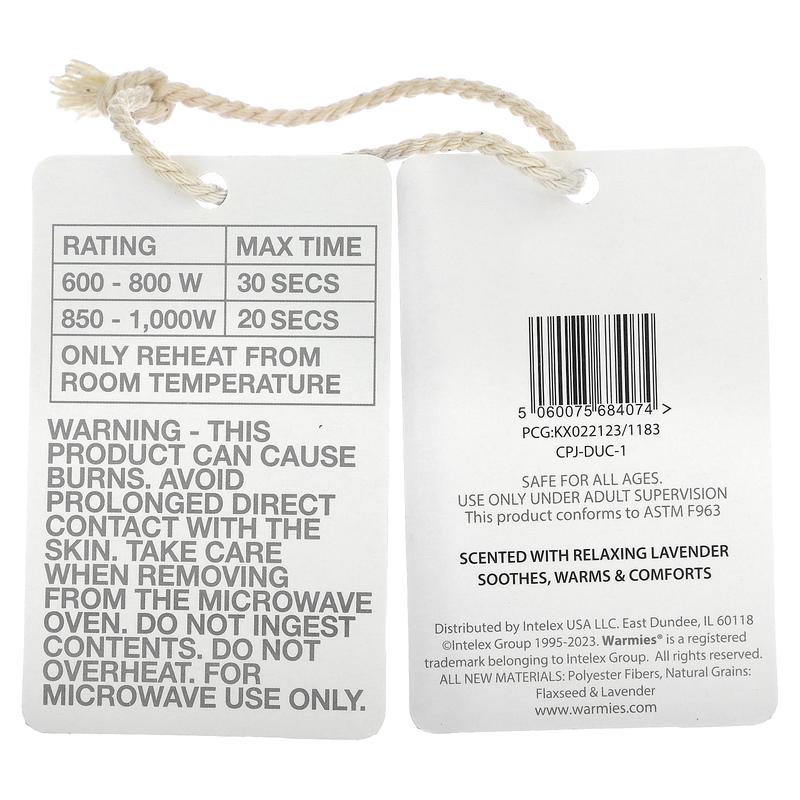 RATING MAX TIME
600 - 800 W 30 SECS
850 - 1,000W 20 SECS
ONLY REHEAT FROM
ROOM TEMPERATURE
WARNING - THIS
PRODUCT CAN CAUSE
BURNS. AVOID
PROLONGED DIRECT
CONTACT WITH THE
SKIN. TAKE CARE
WHEN REMOVING
FROM THE MICROWAVE
OVEN. DO NOT INGEST
CONTENTS. DO NOT
OVERHEAT. FOR
MICROWAVE USE ONLY.
5 060075 684074 >
PCG:KX022123/1183
CPJ-DUC-1
SAFE FOR ALL AGES.
USE ONLY UNDER ADULT SUPERVISION
This product conforms to ASTM F963
SCENTED WITH RELAXING LAVENDER
SOOTHES, WARMS & COMFORTS
Distributed by Intelex USA LLC. East Dundee, IL 60118
©Intelex Group 1995-2023. Warmies® is a registered
trademark belonging to Intelex Group. All rights reserved.
ALL NEW MATERIALS: Polyester Fibers, Natural Grains:
Flaxseed & Lavender
www.warmies.com